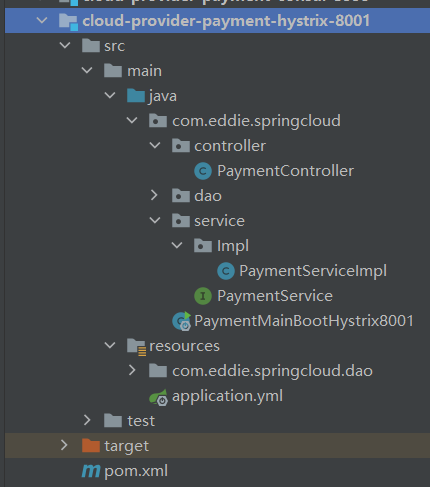 cloud-provider-payment-hystrix-8001
src
main
java
com.eddie.springcloud
controller
PaymentController
dao
service
Impl
PaymentServiceImpl
PaymentService
PaymentMainBootHystrix8001
resources
com.eddie.springcloud.dao
application.yml
test
target
pom.xml